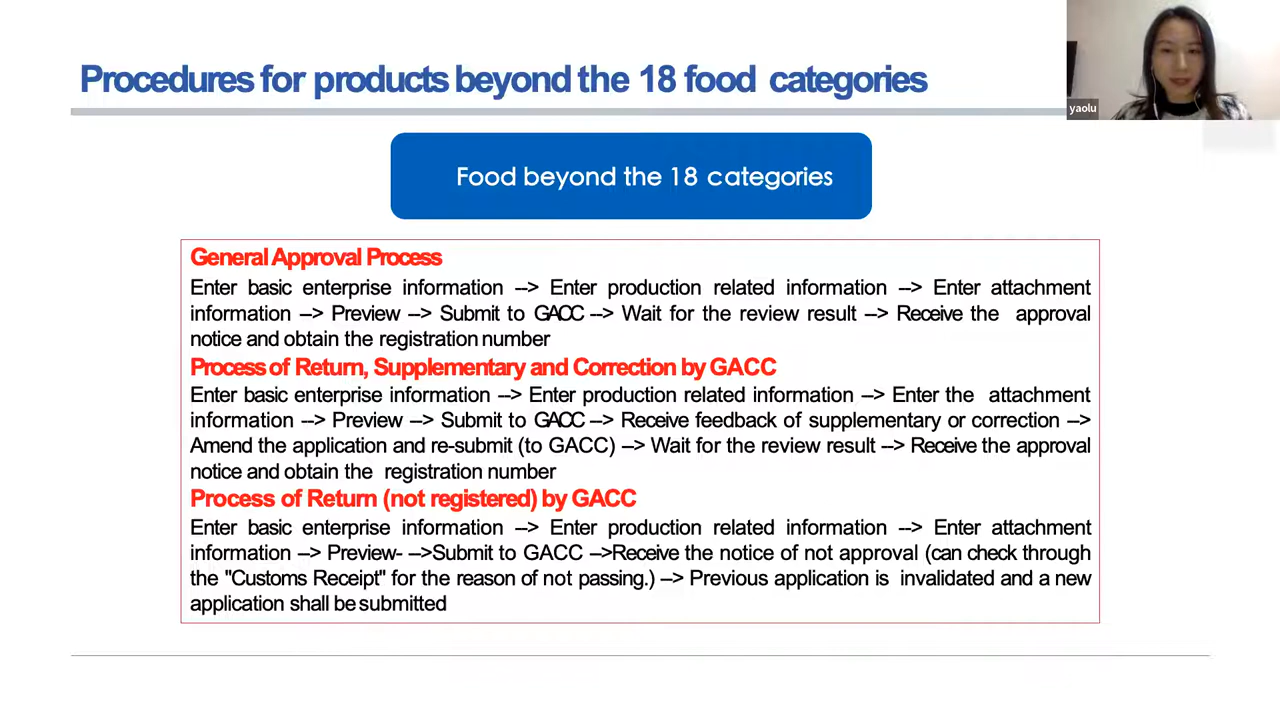 Procedures for products beyond the 18 food categories
yaolu
Food beyond the 18 categories
General Approval Process
Enter basic enterprise information --> Enter production related information --> Enter attachment
information --> Preview --> Submit to GACC --> Wait for the review result --> Receive the approval
notice and obtain the registration number
Process of Return, Supplementary and Correction by GACC
Enter basic enterprise information --> Enter production related information --> Enter the attachment
information --> Preview --> Submit to GACC --> Receive feedback of supplementary or correction -->
Amend the application and re-submit (to GACC) --> Wait for the review result --> Receive the approval
notice and obtain the registration number
Process of Return (not registered) by GACC
Enter basic enterprise information --> Enter production related information --> Enter attachment
information --> Preview- -->Submit to GACC -->Receive the notice of not approval (can check through
the "Customs Receipt" for the reason of not passing.) --> Previous application is invalidated and a new
application shall be submitted